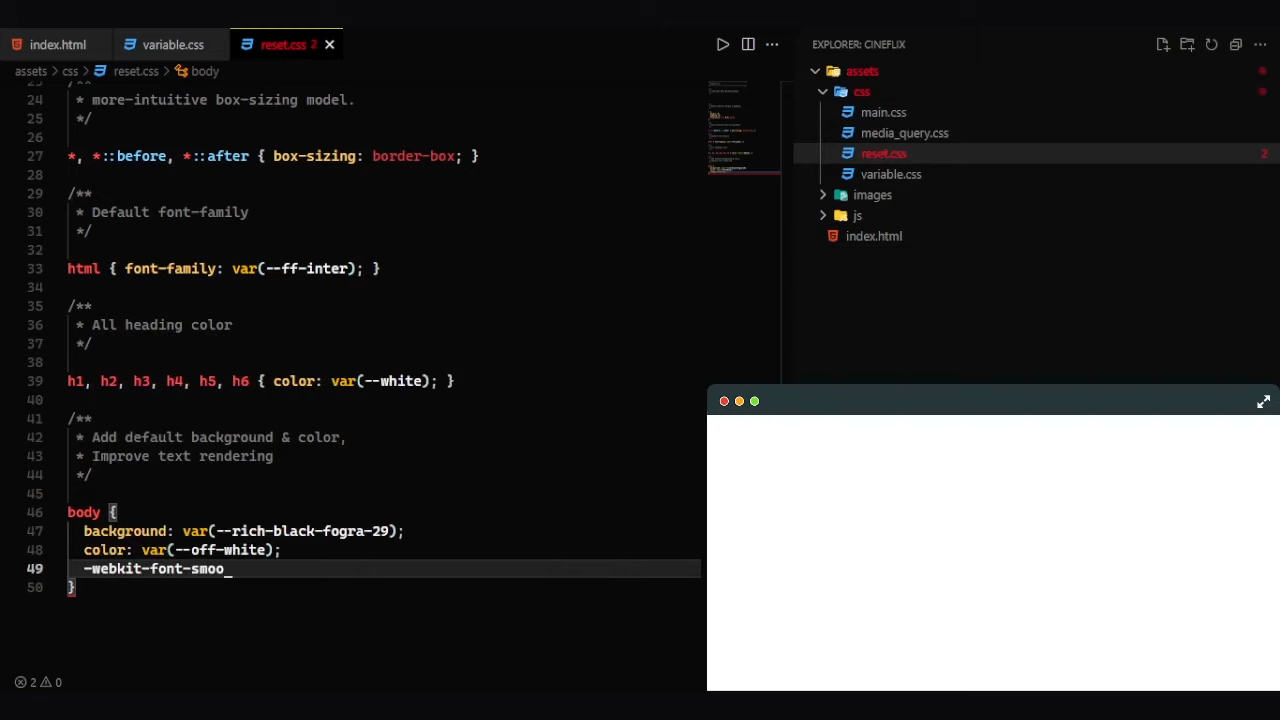 index.html
variable.css
reset.css 2
assets > css > reset.css > body
24 * more-intuitive box-sizing model.
25 */
26
27 *, *::before, *::after { box-sizing: border-box; }
28
29 /**
30 * Default font-family
31 */
32
33 html { font-family: var(--ff-inter); }
34
35 /**
36 * All heading color
37 */
38
39 h1, h2, h3, h4, h5, h6 { color: var(--white); }
40
41 /**
42 * Add default background & color,
43 * Improve text rendering
44 */
45
46 body {
47 background: var(--rich-black-fogra-29);
48 color: var(--off-white);
49 -webkit-font-smoo_
50 }
2 0
EXPLORER: CINEFLIX
assets
css
main.css
media_query.css
reset.css 2
variable.css
images
js
index.html